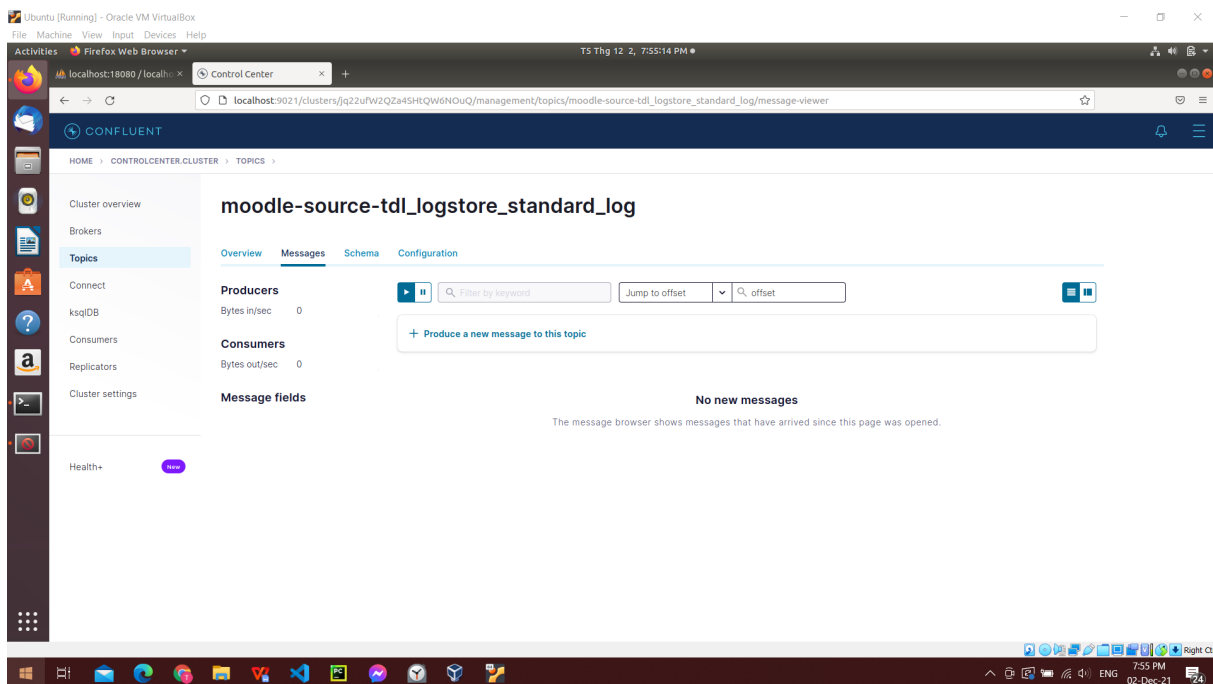 Ubuntu [Running] - Oracle VM VirtualBox
File Machine View Input Devices Help
Activities Firefox Web Browser T5 Thg 12 2, 7:55:14 PM
localhost:18080 / localho Control Center
localhost:9021/clusters/jq22ufW2QZa4SHtQW6NOuQ/management/topics/moodle-source-tdl_logstore_standard_log/message-viewer
CONFLUENT
HOME > CONTROLCENTER.CLUSTER > TOPICS >
Cluster overview
Brokers
Topics
Connect
ksqlDB
Consumers
Replicators
Cluster settings
Health+ New
moodle-source-tdl_logstore_standard_log
Overview Messages Schema Configuration
Producers
Bytes in/sec 0
Consumers
Bytes out/sec 0
Message fields
Filter by keyword Jump to offset offset
+ Produce a new message to this topic
No new messages
The message browser shows messages that have arrived since this page was opened.
Right Ct
ENG 7:55 PM
02-Dec-21 24